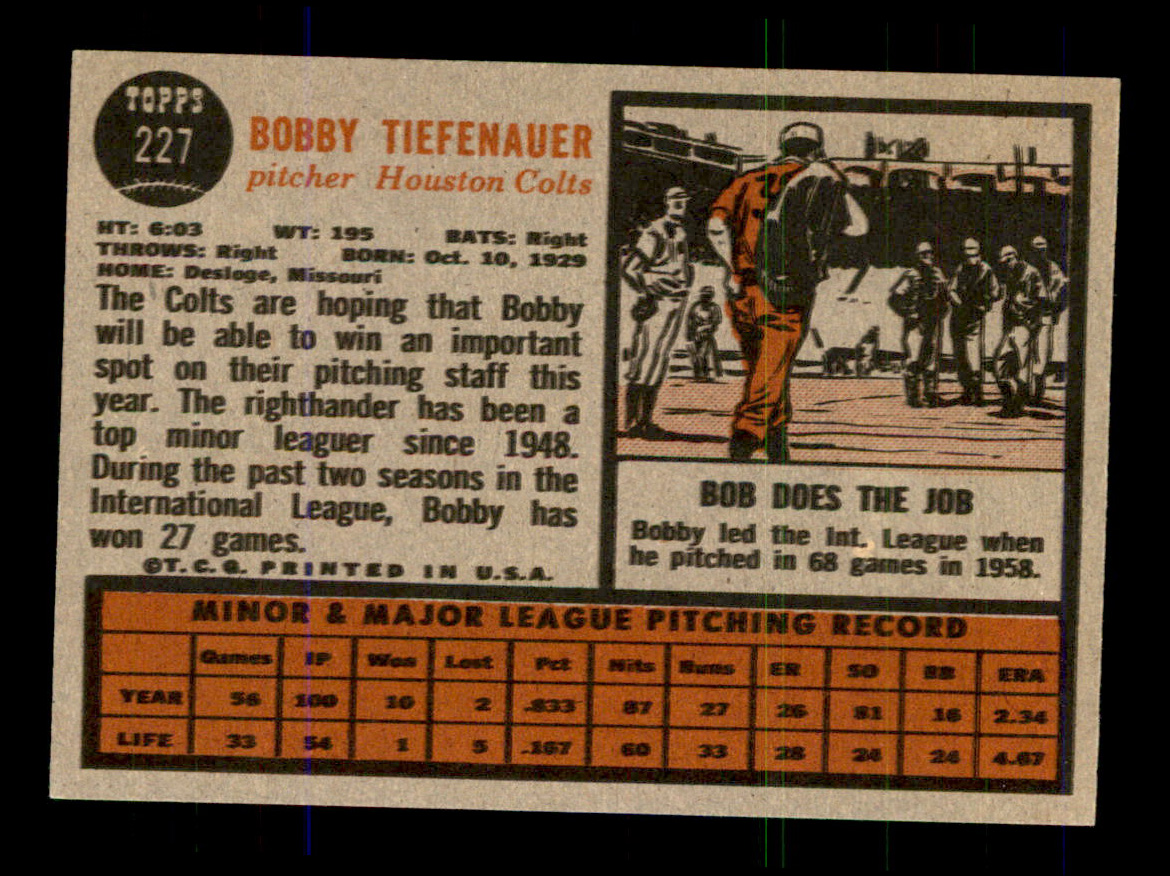 TOPPS
227
BOBBY TIEFENAUER
pitcher Houston Colts
HT: 6:03 WT: 195 BATS: Right
THROWS: Right BORN: Oct. 10, 1929
HOME: Desloge, Missouri
The Colts are hoping that Bobby
will be able to win an important
spot on their pitching staff this
year. The righthander has been a
top minor leaguer since 1948.
During the past two seasons in the
International League, Bobby has
won 27 games.
©T.C.G. PRINTED IN U.S.A.
BOB DOES THE JOB
Bobby led the Int. League when
he pitched in 68 games in 1958.
MINOR & MAJOR LEAGUE PITCHING RECORD
Games IP Won Lost Pct Hits Runs ER SO BB ERA
YEAR 56 100 10 2 .833 87 27 26 81 16 2.34
LIFE 33 54 1 5 .167 60 33 28 24 24 4.67